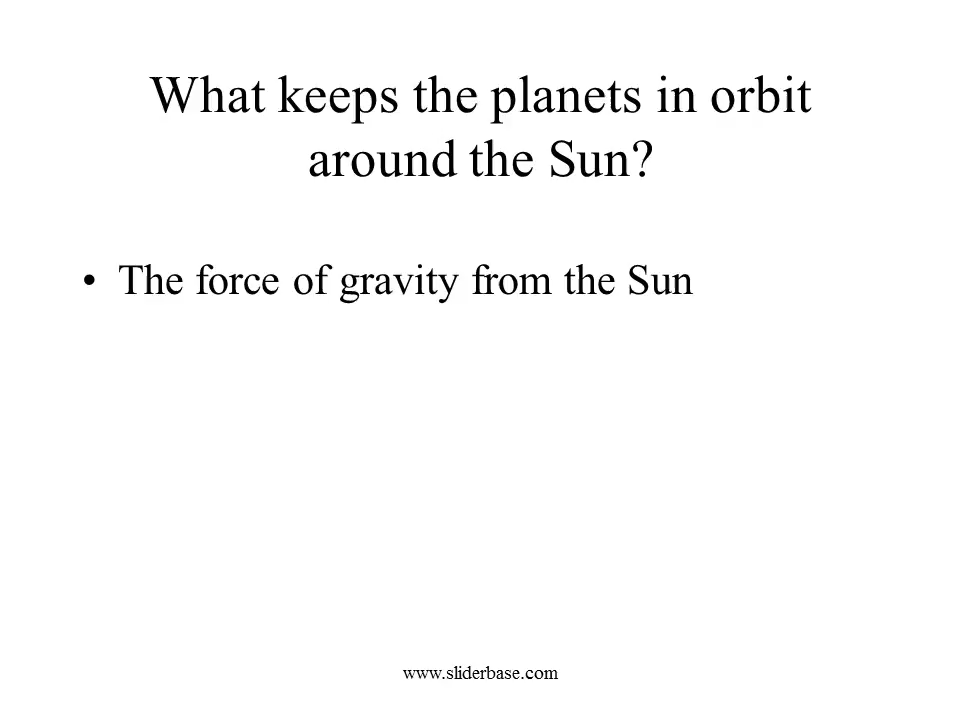 What keeps the planets in orbit
around the Sun?
• The force of gravity from the Sun
www.sliderbase.com